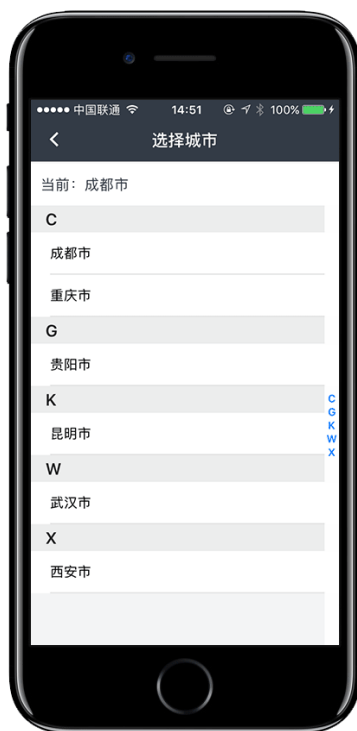 中国联通 14:51 100%
选择城市
当前：成都市
C
成都市
重庆市
G
贵阳市
K
昆明市
W
武汉市
X
西安市
C
G
K
W
X